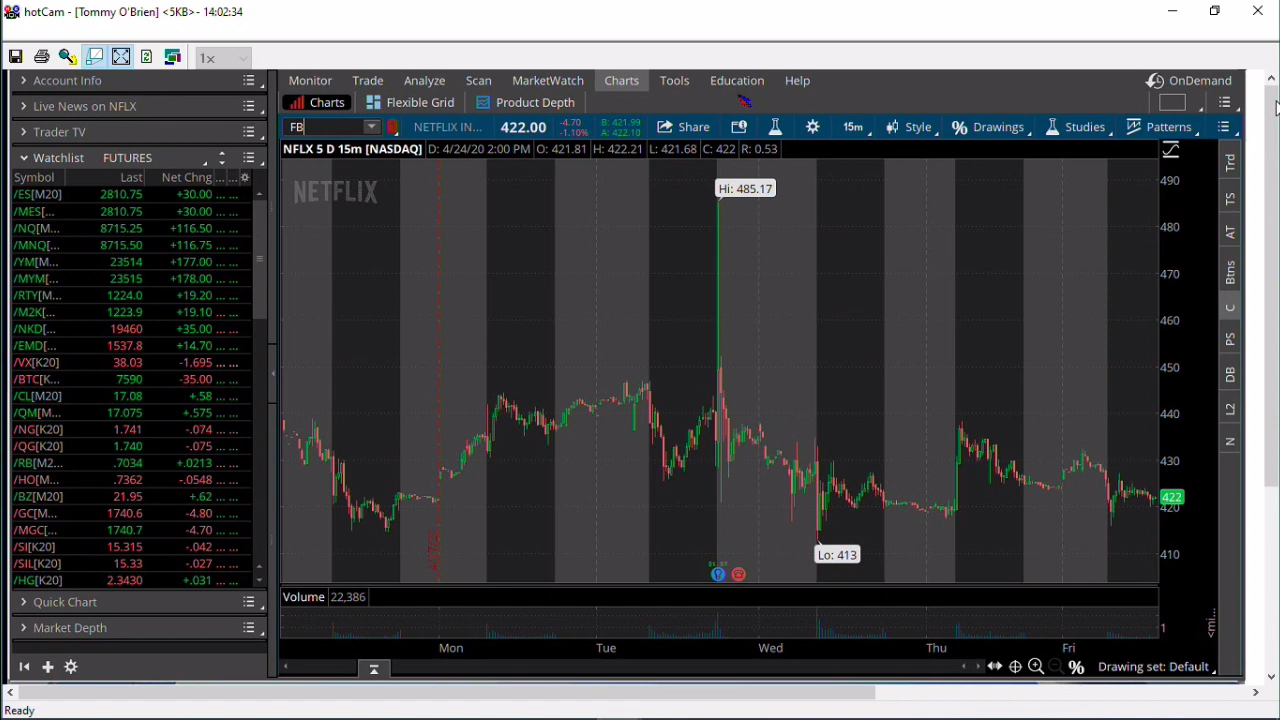 hotCam - [Tommy O'Brien] <5KB> - 14:02:34
1x
Account Info
Live News on NFLX
Trader TV
Watchlist FUTURES
Symbol Last Net Chng ...
/ES[M20] 2810.75 +30.00 ... ...
/MES[... 2810.75 +30.00 ... ...
/NQ[M20] 8715.25 +116.50 ... ...
/MNQ[... 8715.50 +116.75 ... ...
/YM[M20] 23514 +177.00 ... ...
/MYM[... 23515 +178.00 ... ...
/RTY[M... 1224.0 +19.20 ... ...
/M2K[... 1223.9 +19.10 ... ...
/NKD[... 19460 +35.00 ... ...
/EMD[... 1537.8 +14.70 ... ...
/VX[K20] 38.03 -1.695 ... ...
/BTC[K... 7590 -35.00 ... ...
/CL[M20] 17.08 +.58 ... ...
/QM[M... 17.075 +.575 ... ...
/NG[K20] 1.741 -.074 ... ...
/QG[K20] 1.740 -.075 ... ...
/RB[M2... .7034 +.0213 ... ...
/HO[M... .7362 -.0548 ... ...
/BZ[M20] 21.95 +.62 ... ...
/GC[M... 1740.6 -4.80 ... ...
/MGC[... 1740.7 -4.70 ... ...
/SI[K20] 15.315 -.042 ... ...
/SIL[K... 15.33 -.027 ... ...
/HG[K20] 2.3430 +.031 ... ...
Quick Chart
Market Depth
Monitor Trade Analyze Scan MarketWatch Charts Tools Education Help OnDemand
Charts Flexible Grid Product Depth
FB NETFLIX IN... 422.00 -4.70 -1.10% B: 421.99 A: 422.10 Share 15m Style % Drawings Studies Patterns
NFLX 5 D 15m [NASDAQ] D: 4/24/20 2:00 PM O: 421.81 H: 422.21 L: 421.68 C: 422 R: 0.53
NETFLIX
Hi: 485.17
Lo: 413
490
480
470
460
450
440
430
422
420
410
Trd
TS
AT
Btns
C
PS
DB
L2
N
Volume 22,386
1
<mi...
Mon Tue Wed Thu Fri
% Drawing set: Default
Ready